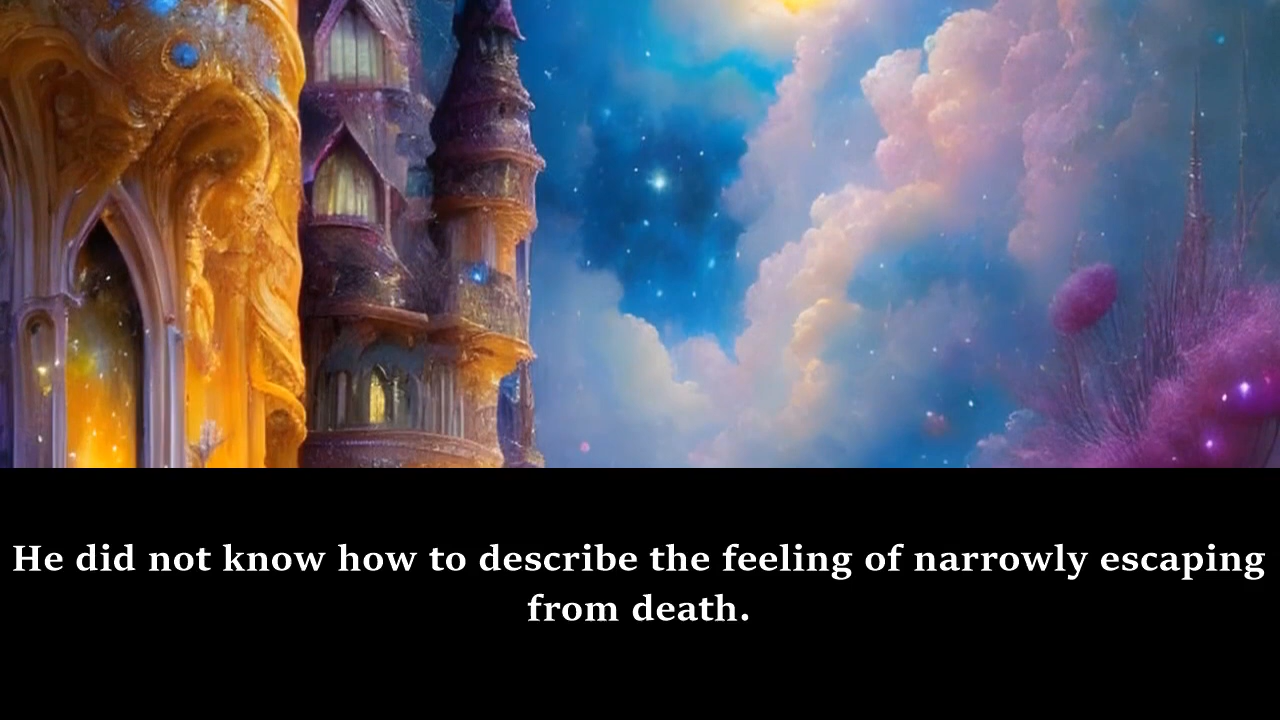 He did not know how to describe the feeling of narrowly escaping
from death.